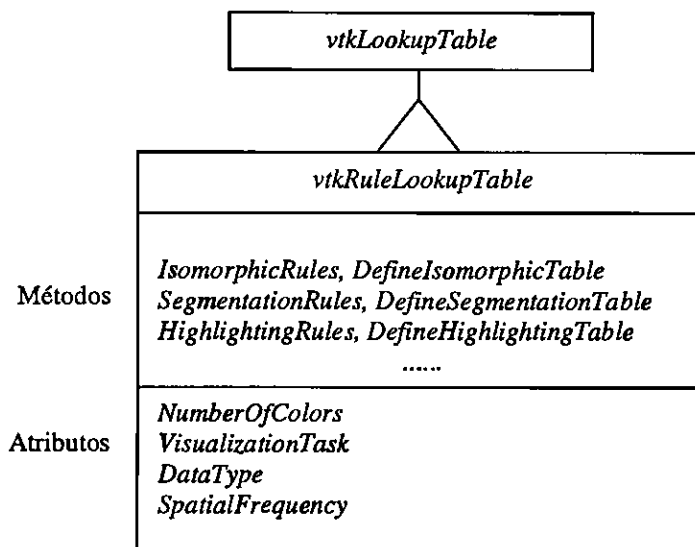 vtkLookupTable
vtkRuleLookupTable
Métodos
IsomorphicRules, DefineIsomorphicTable
SegmentationRules, DefineSegmentationTable
HighlightingRules, DefineHighlightingTable
......
Atributos
NumberOfColors
VisualizationTask
DataType
SpatialFrequency